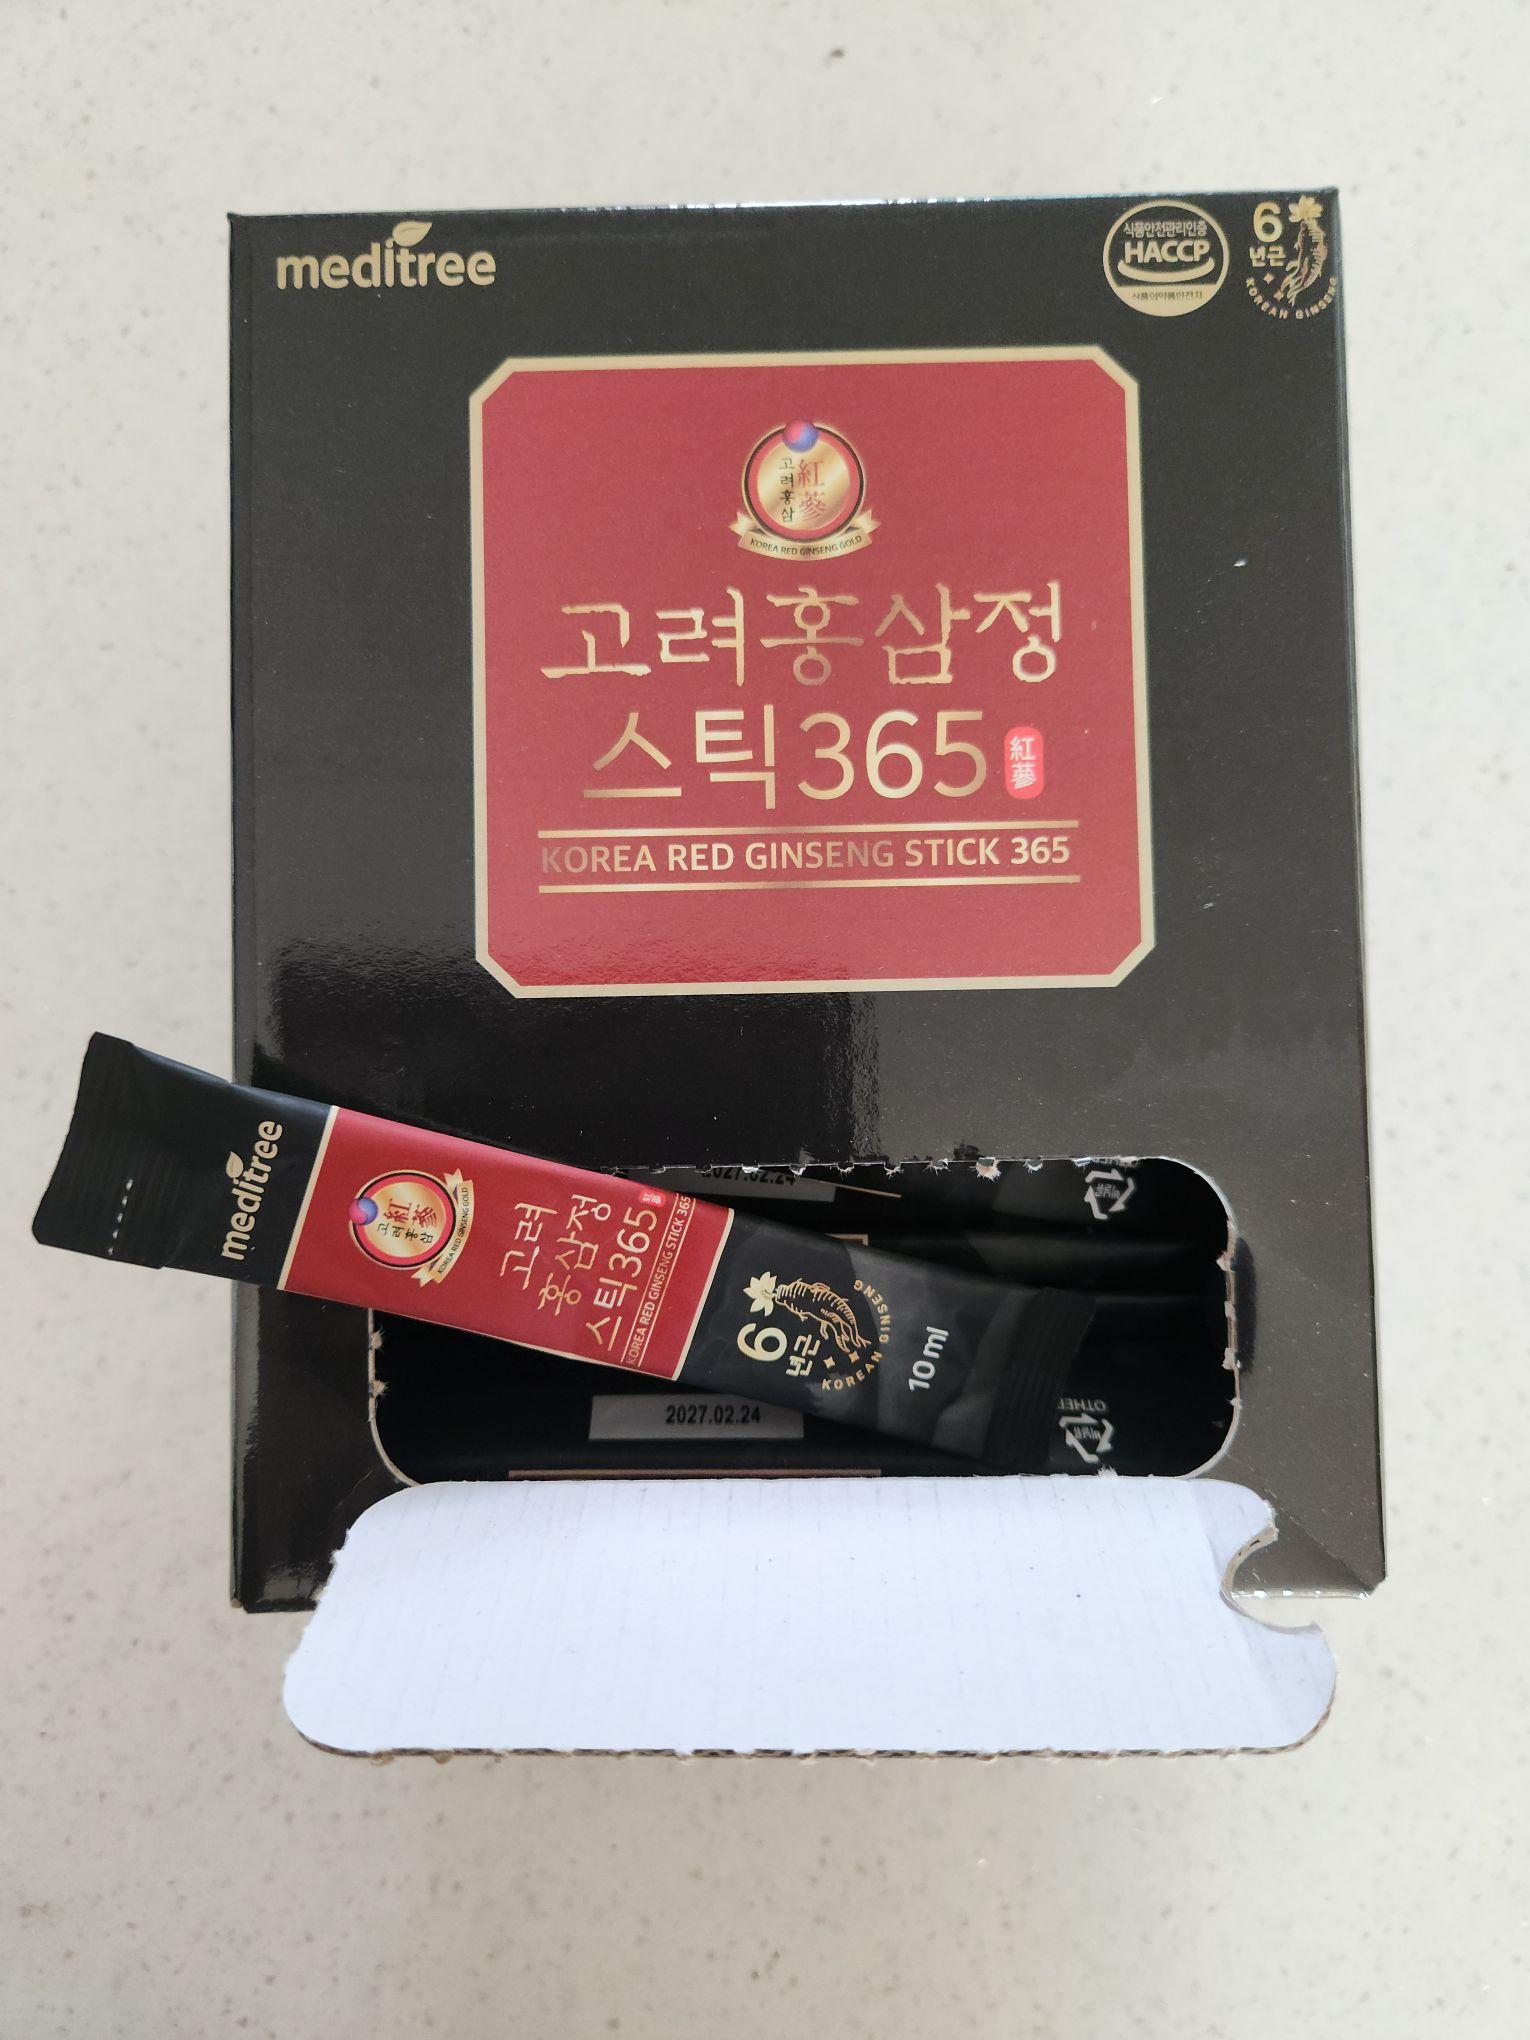 meditree
식품안전관리인증
HACCP
식품의약품안전처
6
년근
KOREAN GINSENG
고려홍삼
紅蔘
KOREA RED GINSENG GOLD
고려홍삼정
스틱365
紅蔘
KOREA RED GINSENG STICK 365
meditree
고려홍삼
紅蔘
KOREA RED GINSENG GOLD
고려
홍삼정
스틱365
紅蔘
KOREA RED GINSENG STICK 365
6
년근
KOREAN GINSENG
10 ml
2027.02.24
2027.02.24
OTHER